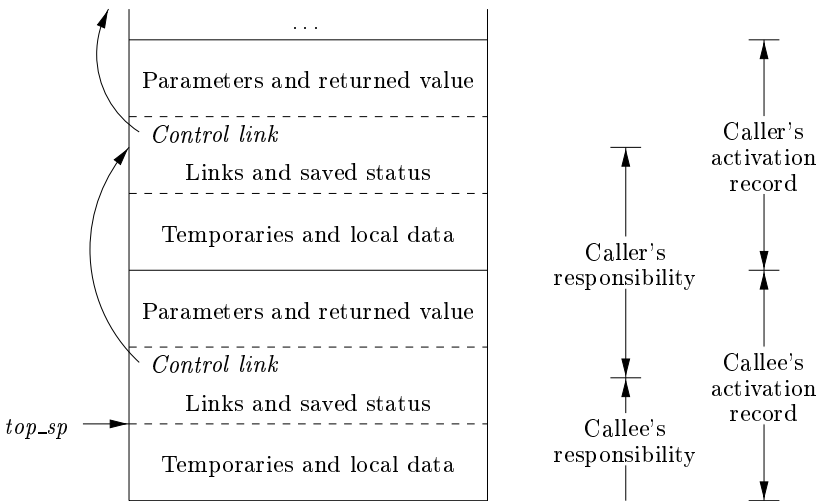 ...
Parameters and returned value
Control link
Links and saved status
Temporaries and local data
Parameters and returned value
Control link
Links and saved status
Temporaries and local data
top_sp
Caller's
responsibility
Callee's
responsibility
Caller's
activation
record
Callee's
activation
record